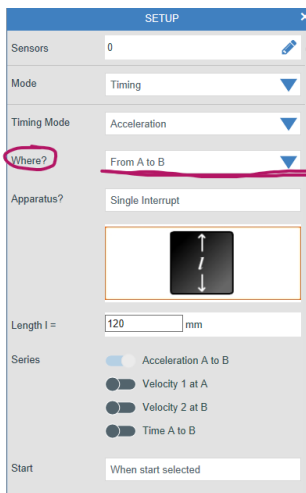 SETUP
Sensors 0
Mode Timing
Timing Mode Acceleration
Where? From A to B
Apparatus? Single Interrupt
l
Length l = 120 mm
Series Acceleration A to B
Velocity 1 at A
Velocity 2 at B
Time A to B
Start When start selected